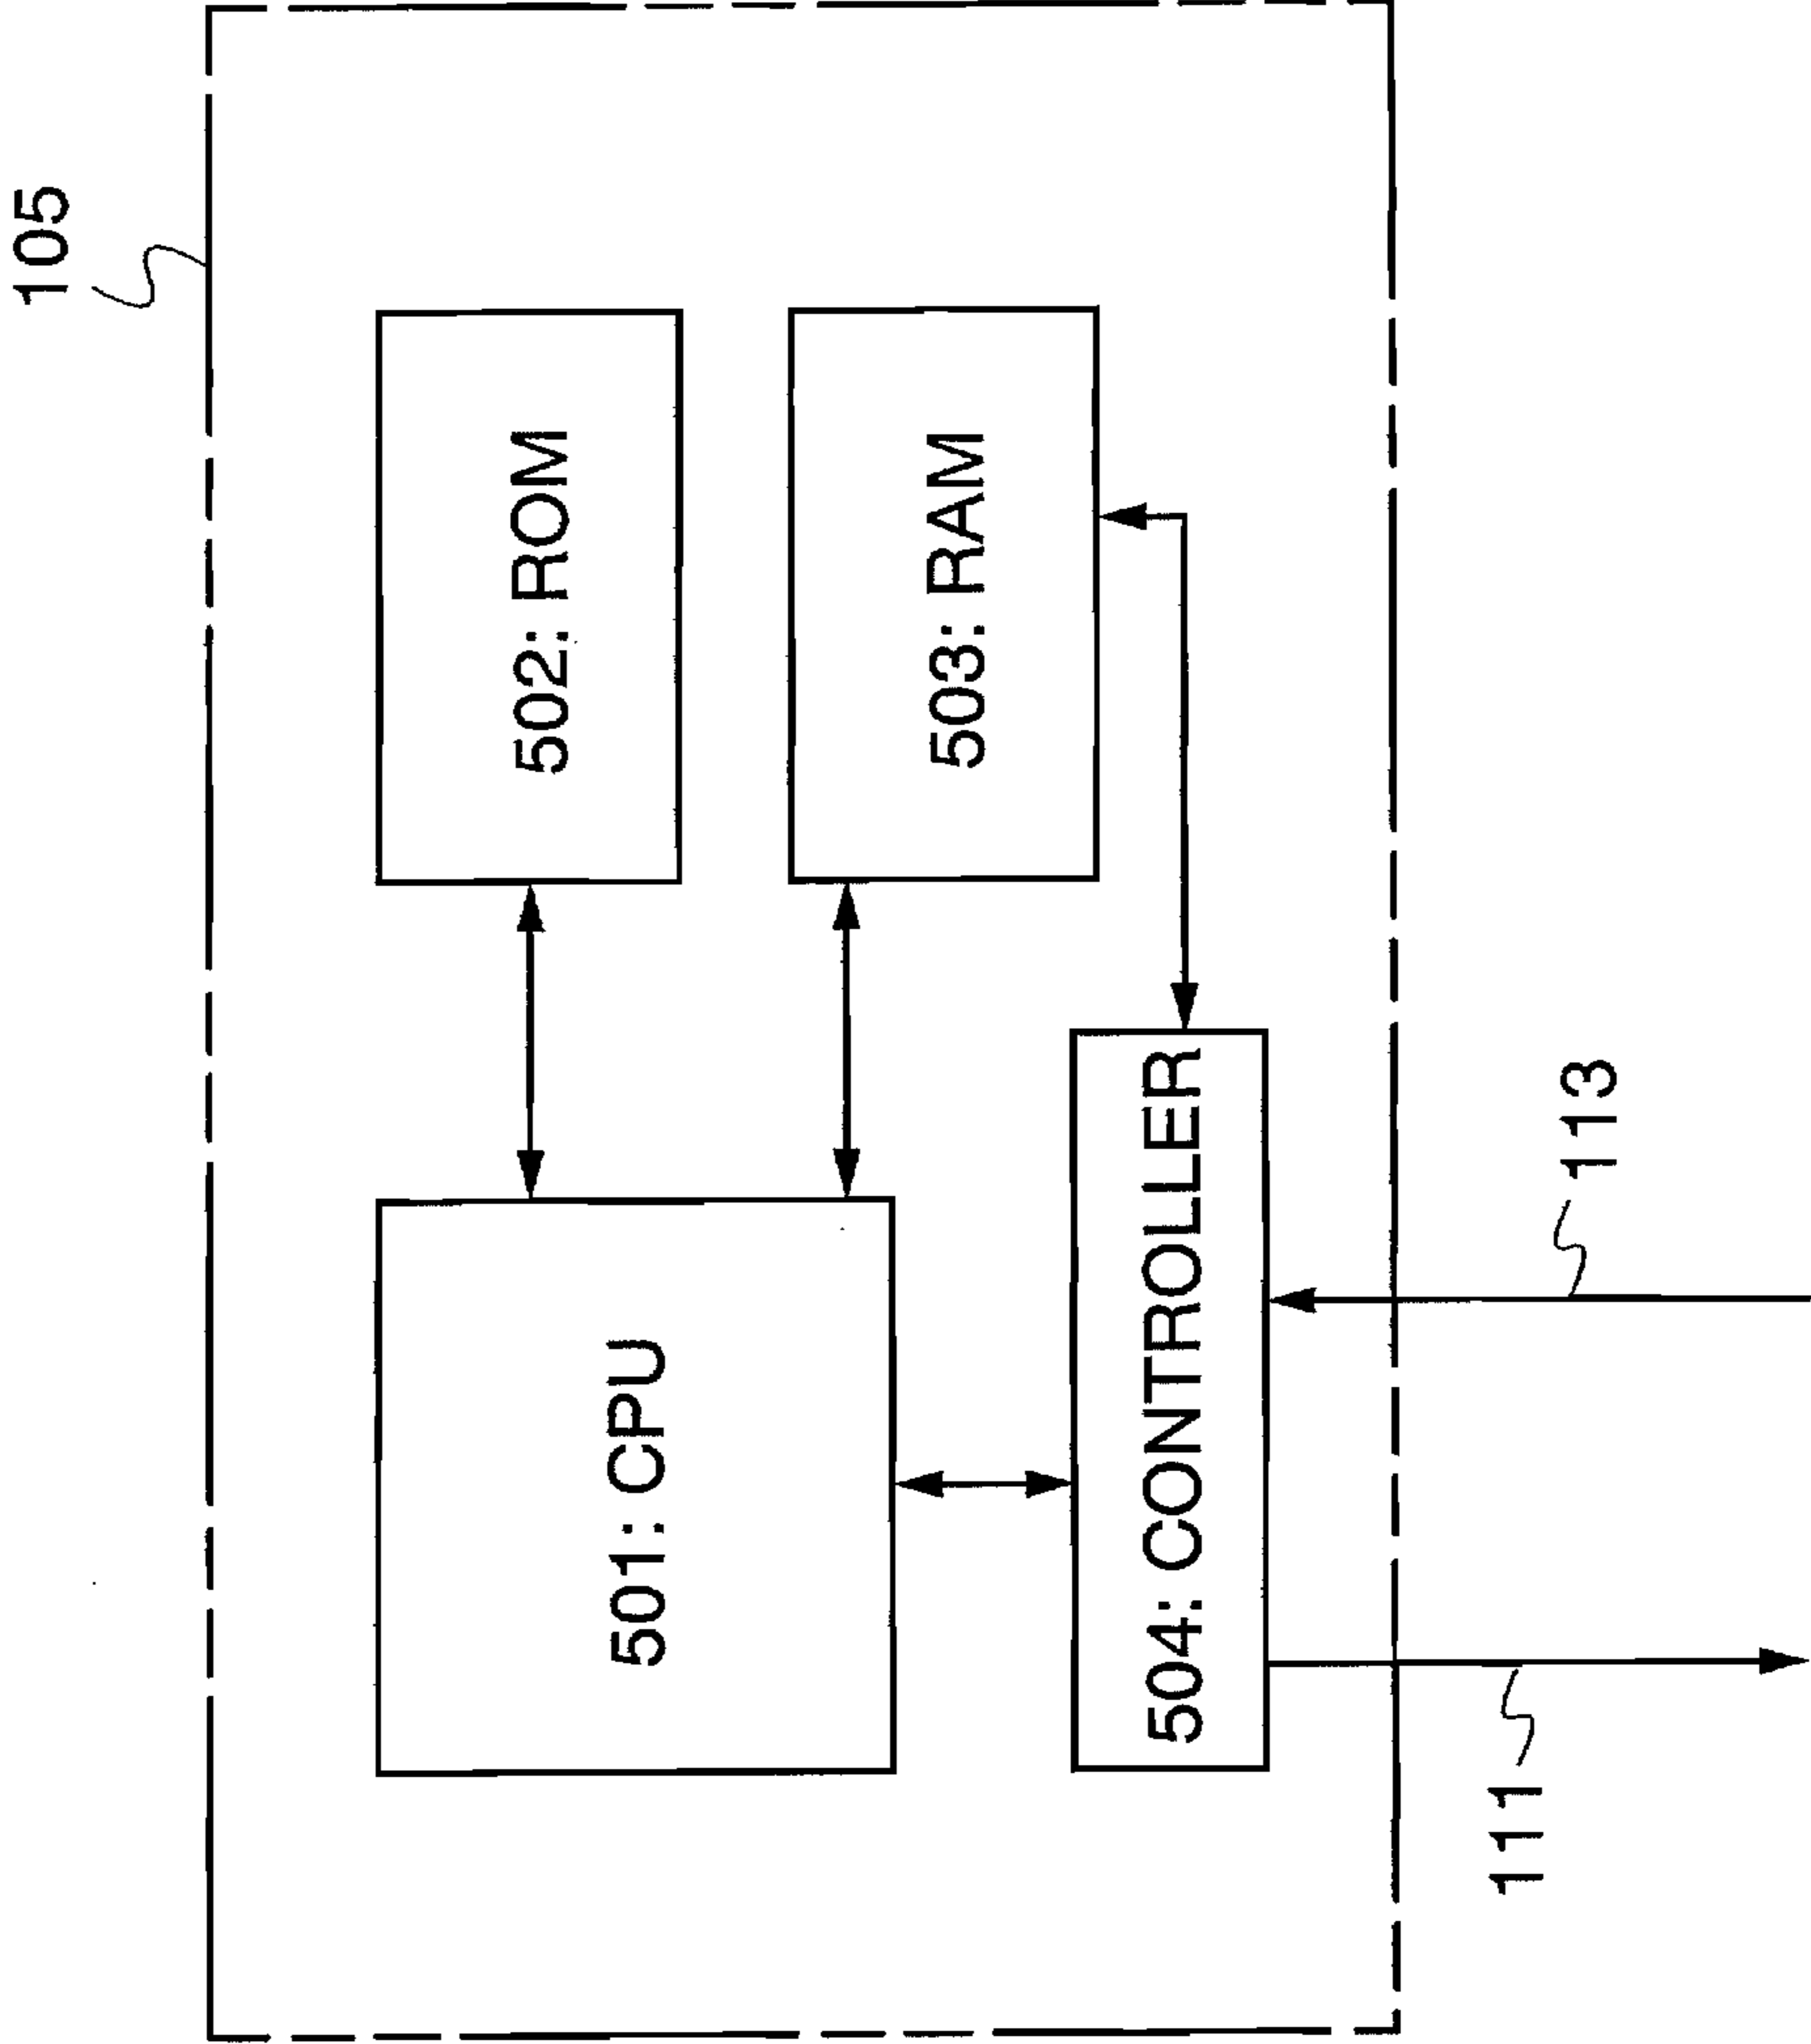 105
501: CPU
502: ROM
503: RAM
504: CONTROLLER
111
113